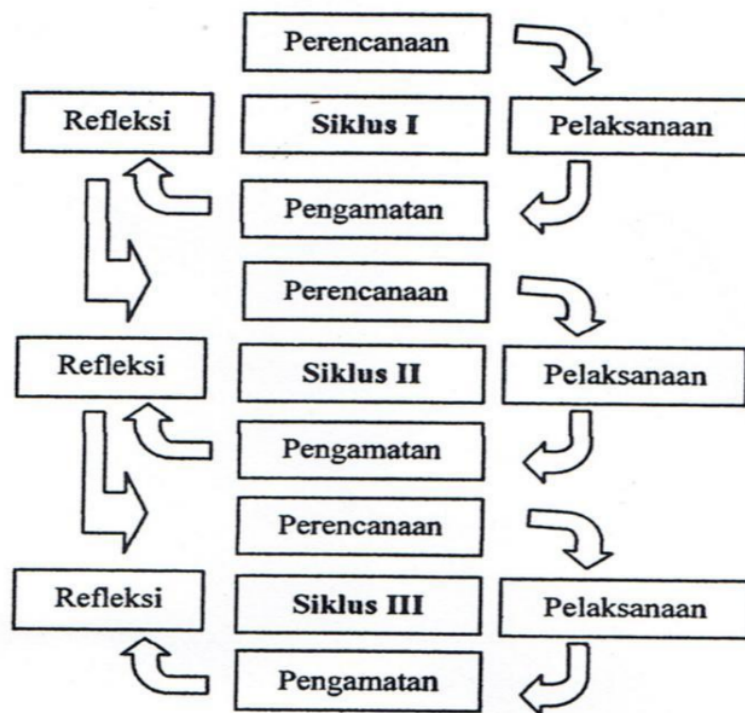 Perencanaan
Refleksi
Siklus I
Pelaksanaan
Pengamatan
Perencanaan
Refleksi
Siklus II
Pelaksanaan
Pengamatan
Perencanaan
Refleksi
Siklus III
Pelaksanaan
Pengamatan